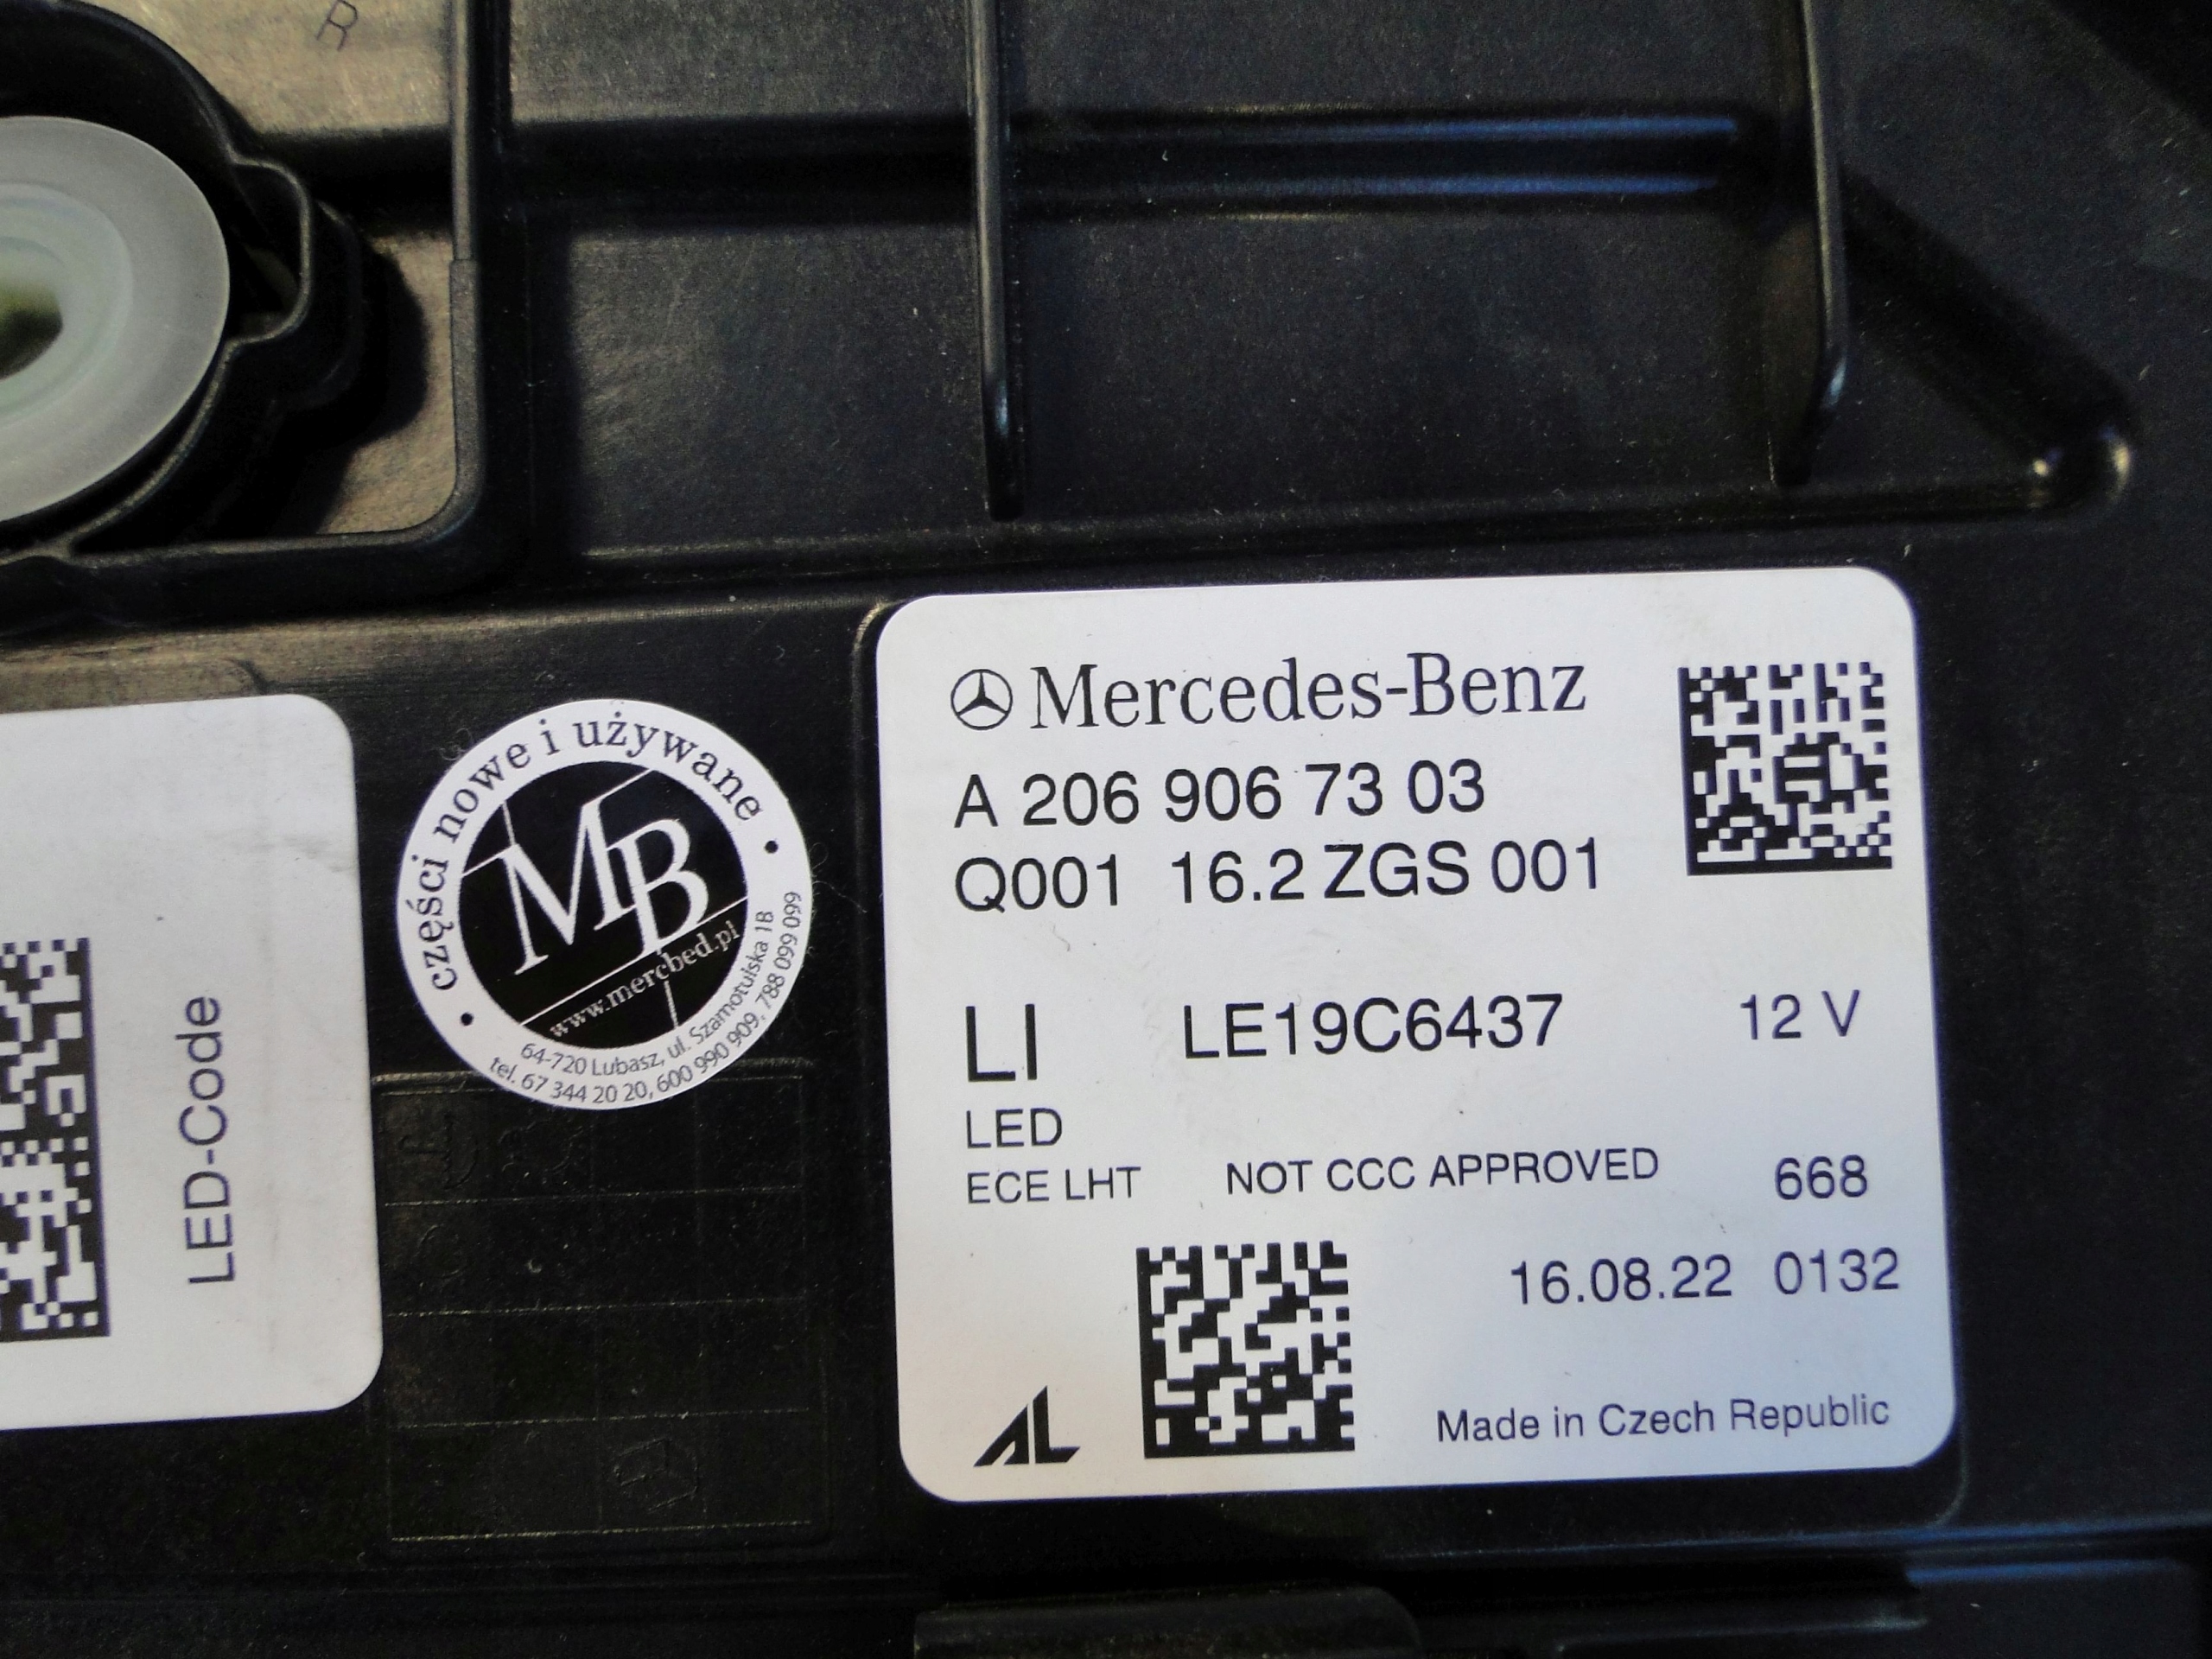 R
LED-Code
części nowe i używane
MB
www.mercbed.pl
64-720 Lubasz, ul. Szamotulska 1B
tel. 67 344 20 20, 600 990 909, 788 099 099
Mercedes-Benz
A 206 906 73 03
Q001 16.2 ZGS 001
LI LE19C6437 12 V
LED
ECE LHT NOT CCC APPROVED 668
16.08.22 0132
AL
Made in Czech Republic